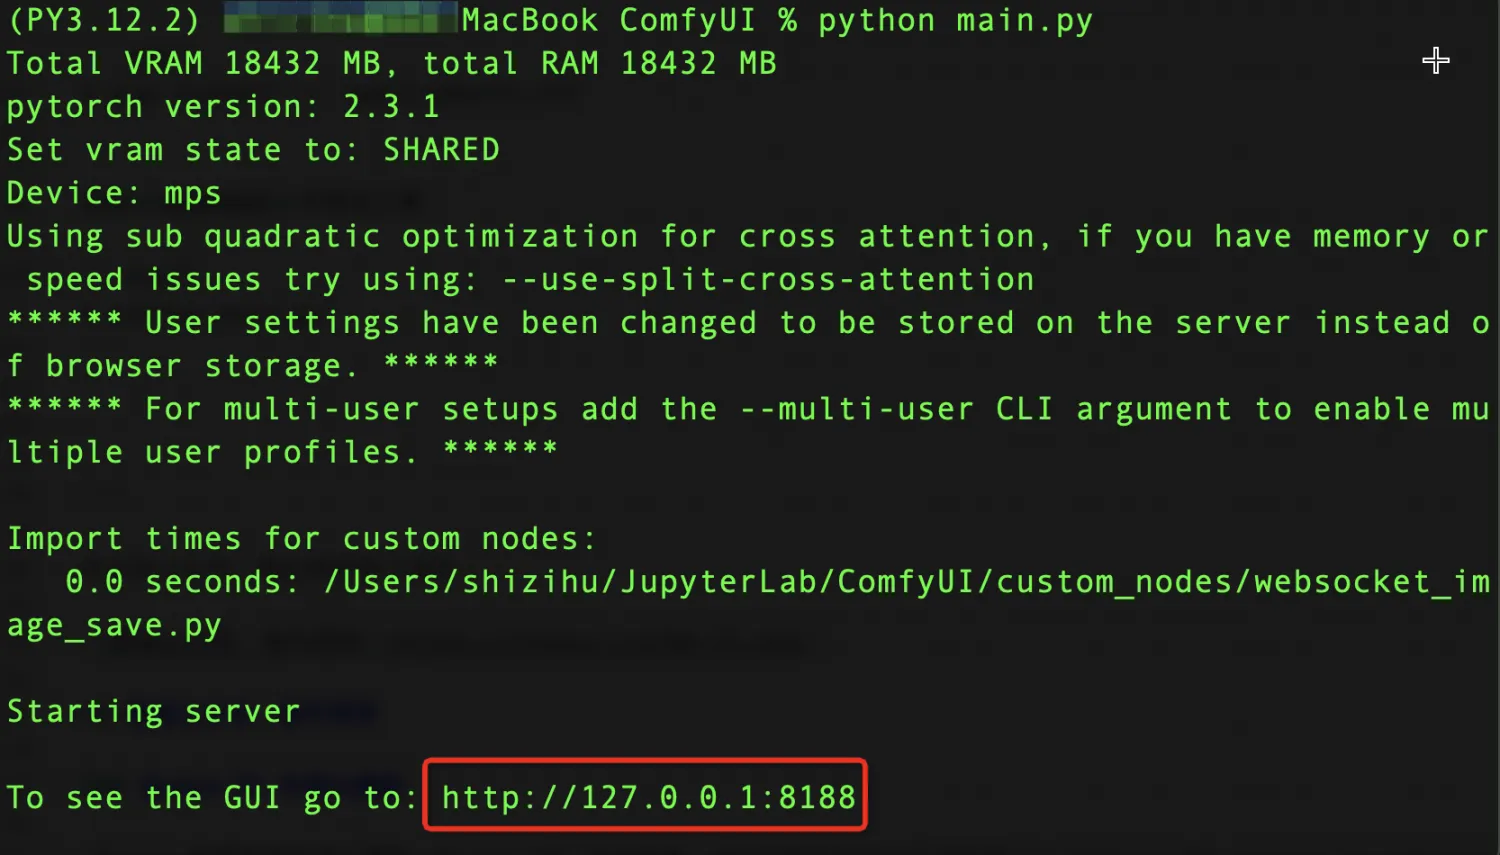 (PY3.12.2) MacBook ComfyUI % python main.py
Total VRAM 18432 MB, total RAM 18432 MB
pytorch version: 2.3.1
Set vram state to: SHARED
Device: mps
Using sub quadratic optimization for cross attention, if you have memory or
 speed issues try using: --use-split-cross-attention
****** User settings have been changed to be stored on the server instead o
f browser storage. ******
****** For multi-user setups add the --multi-user CLI argument to enable mu
ltiple user profiles. ******
Import times for custom nodes:
   0.0 seconds: /Users/shizihu/JupyterLab/ComfyUI/custom_nodes/websocket_im
age_save.py
Starting server
To see the GUI go to: http://127.0.0.1:8188